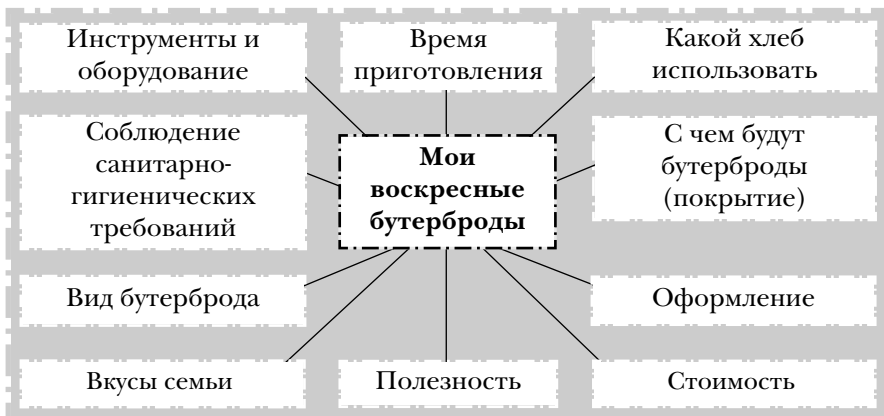 Инструменты и
оборудование
Время
приготовления
Какой хлеб
использовать
Соблюдение
санитарно-
гигиенических
требований
Мои
воскресные
бутерброды
С чем будут
бутерброды
(покрытие)
Вид бутерброда
Оформление
Вкусы семьи
Полезность
Стоимость